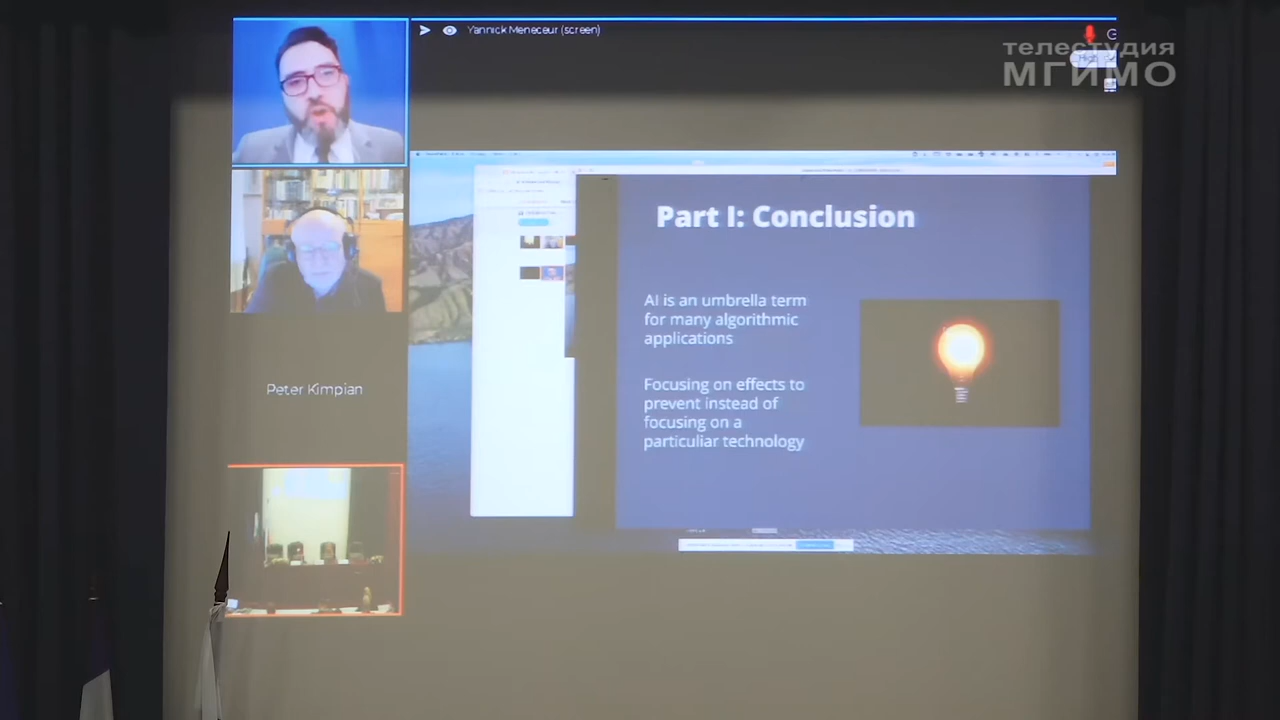 Yannick Meneceur (screen)
телестудия
МГИМО
Part I: Conclusion
AI is an umbrella term
for many algorithmic
applications
Focusing on effects to
prevent instead of
focusing on a
particuliar technology
Peter Kimpian